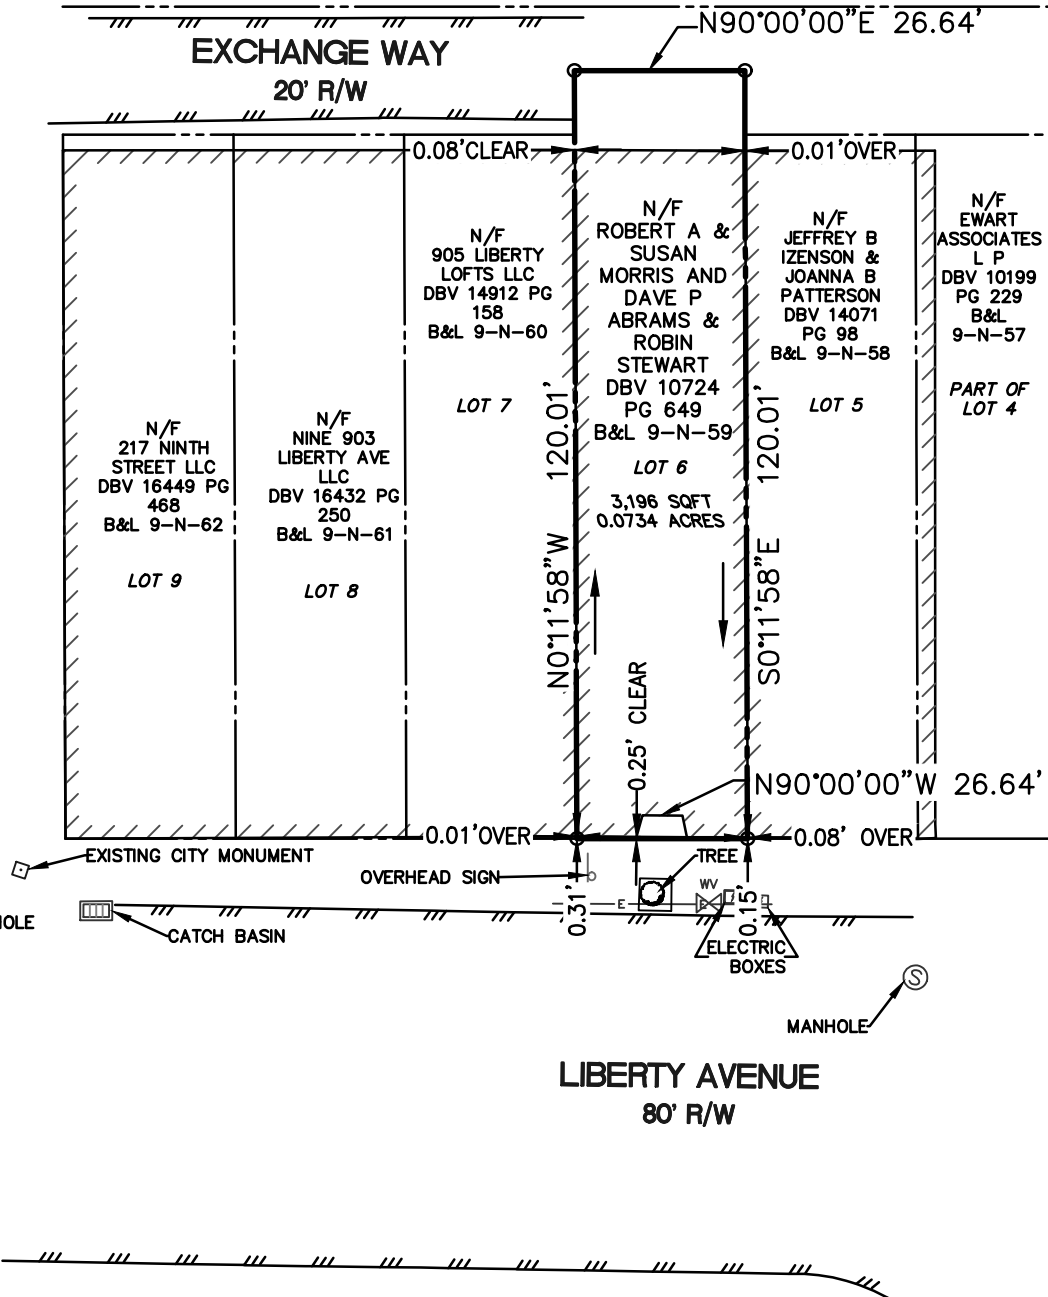 N90°00'00"E 26.64'
EXCHANGE WAY
20' R/W
0.08'CLEAR
0.01'OVER
N/F
905 LIBERTY
LOFTS LLC
DBV 14912 PG
158
B&L 9-N-60
LOT 7
N/F
ROBERT A &
SUSAN
MORRIS AND
DAVE P
ABRAMS &
ROBIN
STEWART
DBV 10724
PG 649
B&L 9-N-59
LOT 6
3,196 SQFT
0.0734 ACRES
N/F
JEFFREY B
IZENSON &
JOANNA B
PATTERSON
DBV 14071
PG 98
B&L 9-N-58
LOT 5
N/F
EWART
ASSOCIATES
L P
DBV 10199
PG 229
B&L
9-N-57
PART OF
LOT 4
N/F
217 NINTH
STREET LLC
DBV 16449 PG
468
B&L 9-N-62
LOT 9
N/F
NINE 903
LIBERTY AVE
LLC
DBV 16432 PG
250
B&L 9-N-61
LOT 8
N0°11'58"W 120.01'
S0°11'58"E 120.01'
0.25' CLEAR
N90°00'00"W 26.64'
0.01'OVER
0.08' OVER
EXISTING CITY MONUMENT
OVERHEAD SIGN
TREE
WV
E
E
0.31'
0.15'
HOLE
CATCH BASIN
ELECTRIC
BOXES
S
MANHOLE
LIBERTY AVENUE
80' R/W